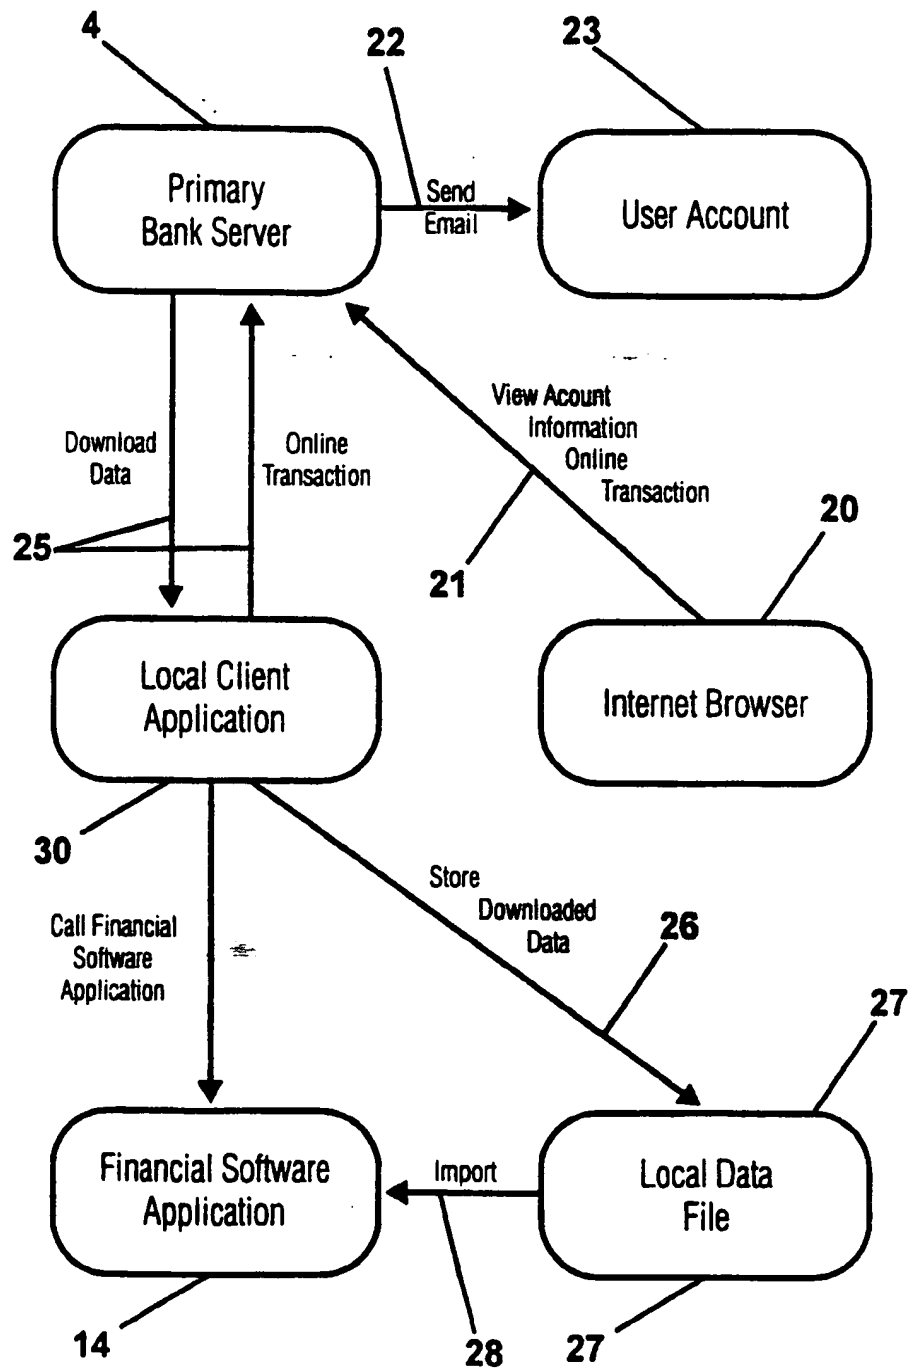 4
22
23
Primary
Bank Server
Send
Email
User Account
Download
Data
Online
Transaction
View Acount
Information
Online
Transaction
25
21
20
Local Client
Application
Internet Browser
30
Store
Downloaded
Data
26
Call Financial
Software
Application
27
Financial Software
Application
Import
Local Data
File
14
28
27